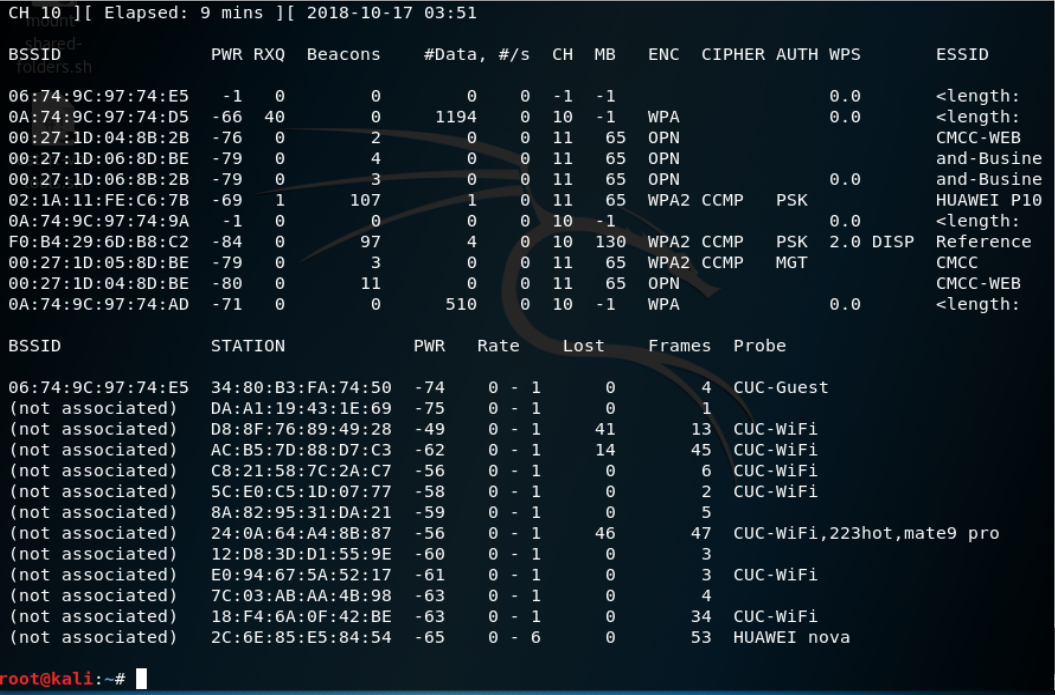 CH 10 ][ Elapsed: 9 mins ][ 2018-10-17 03:51
mount-
shared-
BSSID PWR RXQ Beacons #Data, #/s CH MB ENC CIPHER AUTH WPS ESSID
folders.sh
06:74:9C:97:74:E5 -1 0 0 0 0 -1 -1 0.0 <length:
0A:74:9C:97:74:D5 -66 40 0 1194 0 10 -1 WPA 0.0 <length:
00:27:1D:04:8B:2B -76 0 2 0 0 11 65 OPN CMCC-WEB
00:27:1D:06:8D:BE -79 0 4 0 0 11 65 OPN and-Busine
00:27:1D:06:8B:2B -79 0 3 0 0 11 65 OPN 0.0 and-Busine
02:1A:11:FE:C6:7B -69 1 107 1 0 11 65 WPA2 CCMP PSK HUAWEI P10
0A:74:9C:97:74:9A -1 0 0 0 0 10 -1 0.0 <length:
F0:B4:29:6D:B8:C2 -84 0 97 4 0 10 130 WPA2 CCMP PSK 2.0 DISP Reference
00:27:1D:05:8D:BE -79 0 3 0 0 11 65 WPA2 CCMP MGT CMCC
00:27:1D:04:8D:BE -80 0 11 0 0 11 65 OPN CMCC-WEB
0A:74:9C:97:74:AD -71 0 0 510 0 10 -1 WPA 0.0 <length:
BSSID STATION PWR Rate Lost Frames Probe
06:74:9C:97:74:E5 34:80:B3:FA:74:50 -74 0 - 1 0 4 CUC-Guest
(not associated) DA:A1:19:43:1E:69 -75 0 - 1 0 1
(not associated) D8:8F:76:89:49:28 -49 0 - 1 41 13 CUC-WiFi
(not associated) AC:B5:7D:88:D7:C3 -62 0 - 1 14 45 CUC-WiFi
(not associated) C8:21:58:7C:2A:C7 -56 0 - 1 0 6 CUC-WiFi
(not associated) 5C:E0:C5:1D:07:77 -58 0 - 1 0 2 CUC-WiFi
(not associated) 8A:82:95:31:DA:21 -59 0 - 1 0 5
(not associated) 24:0A:64:A4:8B:87 -56 0 - 1 46 47 CUC-WiFi,223hot,mate9 pro
(not associated) 12:D8:3D:D1:55:9E -60 0 - 1 0 3
(not associated) E0:94:67:5A:52:17 -61 0 - 1 0 3 CUC-WiFi
(not associated) 7C:03:AB:AA:4B:98 -63 0 - 1 0 4
(not associated) 18:F4:6A:0F:42:BE -63 0 - 1 0 34 CUC-WiFi
(not associated) 2C:6E:85:E5:84:54 -65 0 - 6 0 53 HUAWEI nova
root@kali:~#